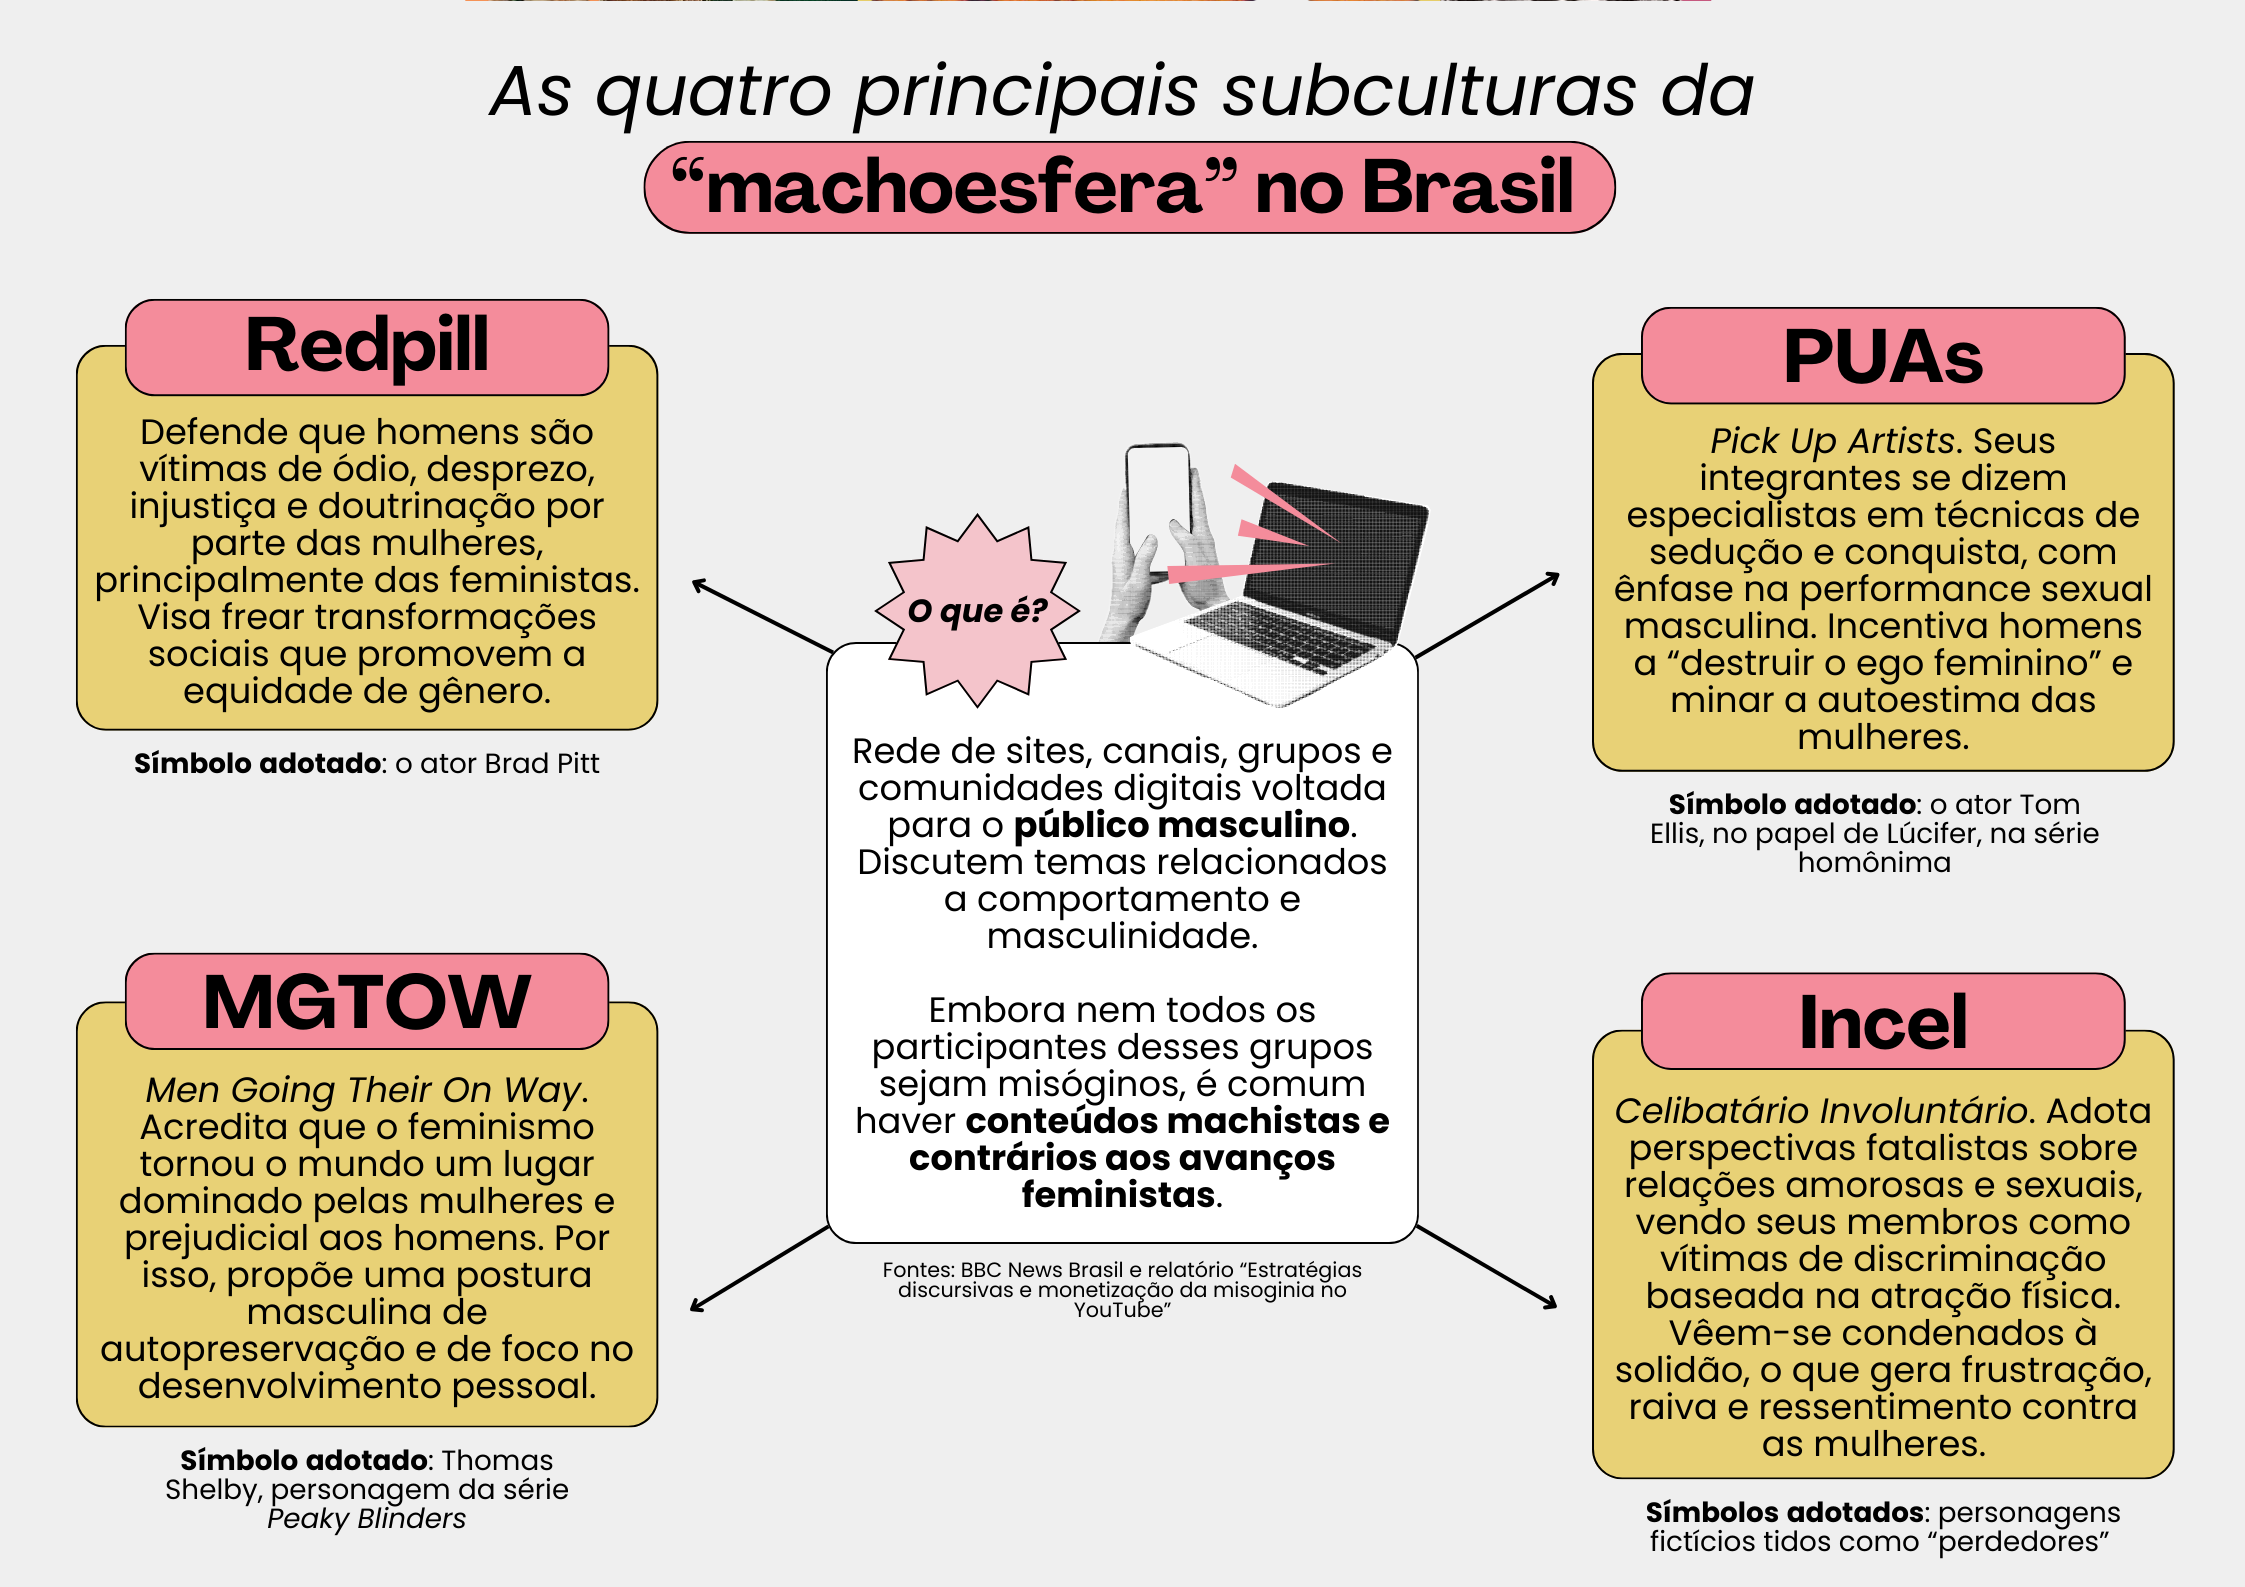 As quatro principais subculturas da
“machoesfera” no Brasil
Redpill
Defende que homens são
vítimas de ódio, desprezo,
injustiça e doutrinação por
parte das mulheres,
principalmente das feministas.
Visa frear transformações
sociais que promovem a
equidade de gênero.
Símbolo adotado: o ator Brad Pitt
PUAs
Pick Up Artists. Seus
integrantes se dizem
especialistas em técnicas de
sedução e conquista, com
ênfase na performance sexual
masculina. Incentiva homens
a “destruir o ego feminino” e
minar a autoestima das
mulheres.
Símbolo adotado: o ator Tom
Ellis, no papel de Lúcifer, na série
homônima
O que é?
Rede de sites, canais, grupos e
comunidades digitais voltada
para o público masculino.
Discutem temas relacionados
a comportamento e
masculinidade.
Embora nem todos os
participantes desses grupos
sejam misóginos, é comum
haver conteúdos machistas e
contrários aos avanços
feministas.
Fontes: BBC News Brasil e relatório “Estratégias
discursivas e monetização da misoginia no
YouTube”
MGTOW
Men Going Their On Way.
Acredita que o feminismo
tornou o mundo um lugar
dominado pelas mulheres e
prejudicial aos homens. Por
isso, propõe uma postura
masculina de
autopreservação e de foco no
desenvolvimento pessoal.
Símbolo adotado: Thomas
Shelby, personagem da série
Peaky Blinders
Incel
Celibatário Involuntário. Adota
perspectivas fatalistas sobre
relações amorosas e sexuais,
vendo seus membros como
vítimas de discriminação
baseada na atração física.
Vêem-se condenados à
solidão, o que gera frustração,
raiva e ressentimento contra
as mulheres.
Símbolos adotados: personagens
fictícios tidos como “perdedores”